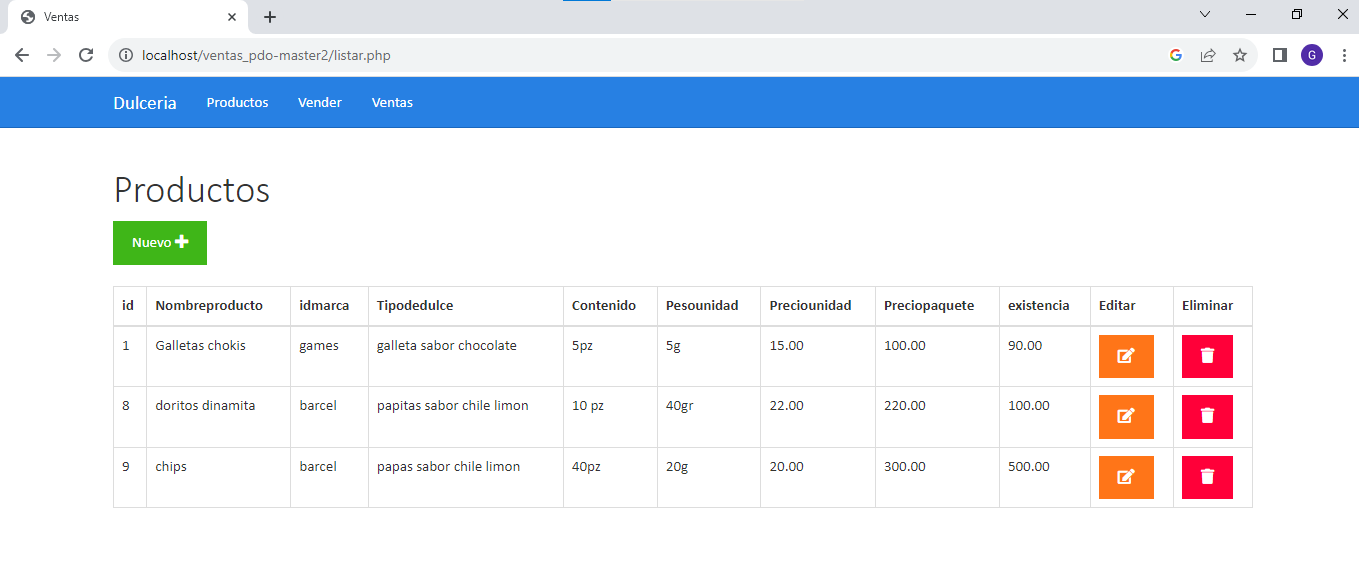 Ventas
localhost/ventas_pdo-master2/listar.php
G
Dulceria Productos Vender Ventas
Productos
Nuevo
id Nombreproducto idmarca Tipodedulce Contenido Pesounidad Preciounidad Preciopaquete existencia Editar Eliminar
1 Galletas chokis games galleta sabor chocolate 5pz 5g 15.00 100.00 90.00
8 doritos dinamita barcel papitas sabor chile limon 10 pz 40gr 22.00 220.00 100.00
9 chips barcel papas sabor chile limon 40pz 20g 20.00 300.00 500.00